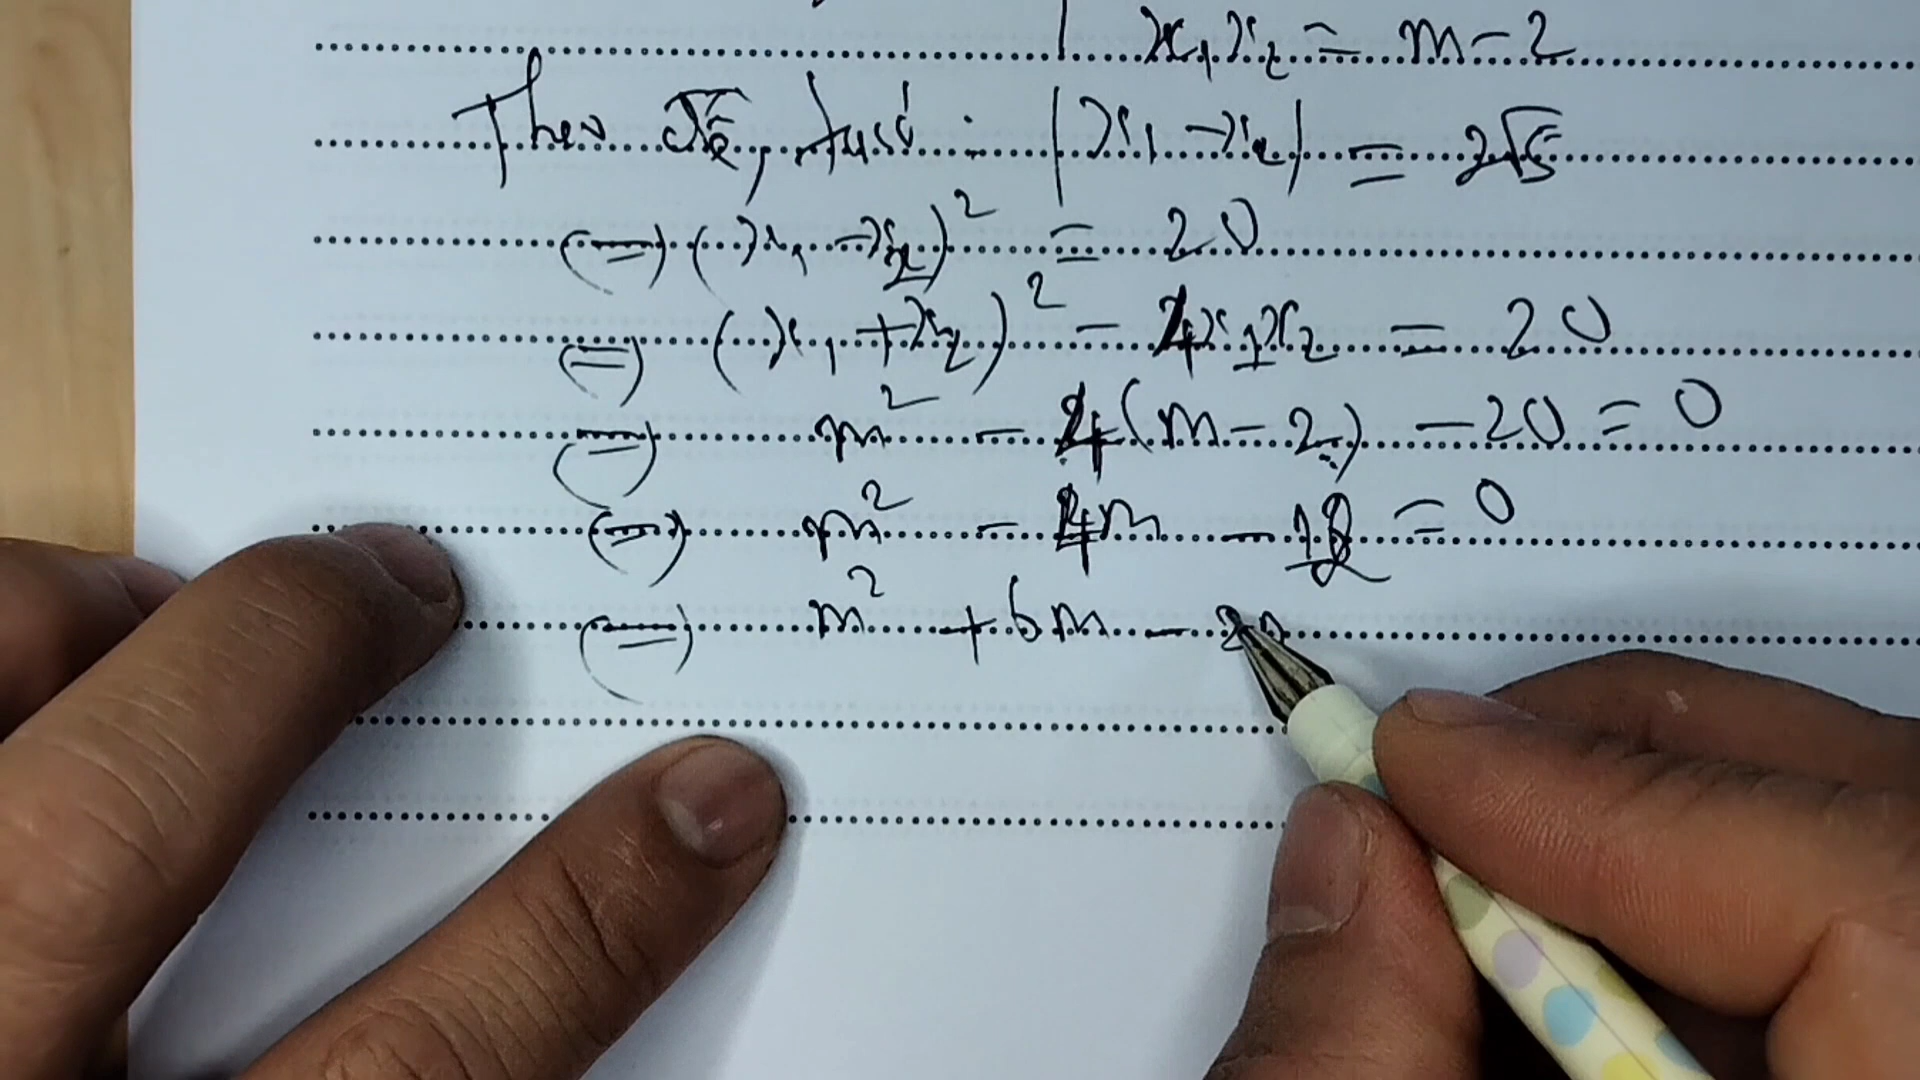 x₁x₂ = m - 2
Theo đề, ta có : |x₁ - x₂| = 2√5
(=) (x₁ - x₂)² = 20
(=) (x₁ + x₂)² - 4x₁x₂ = 20
(=) m² - 4(m - 2) - 20 = 0
(=) m² - 4m - 12 = 0
(=) m² + 6m - 2m